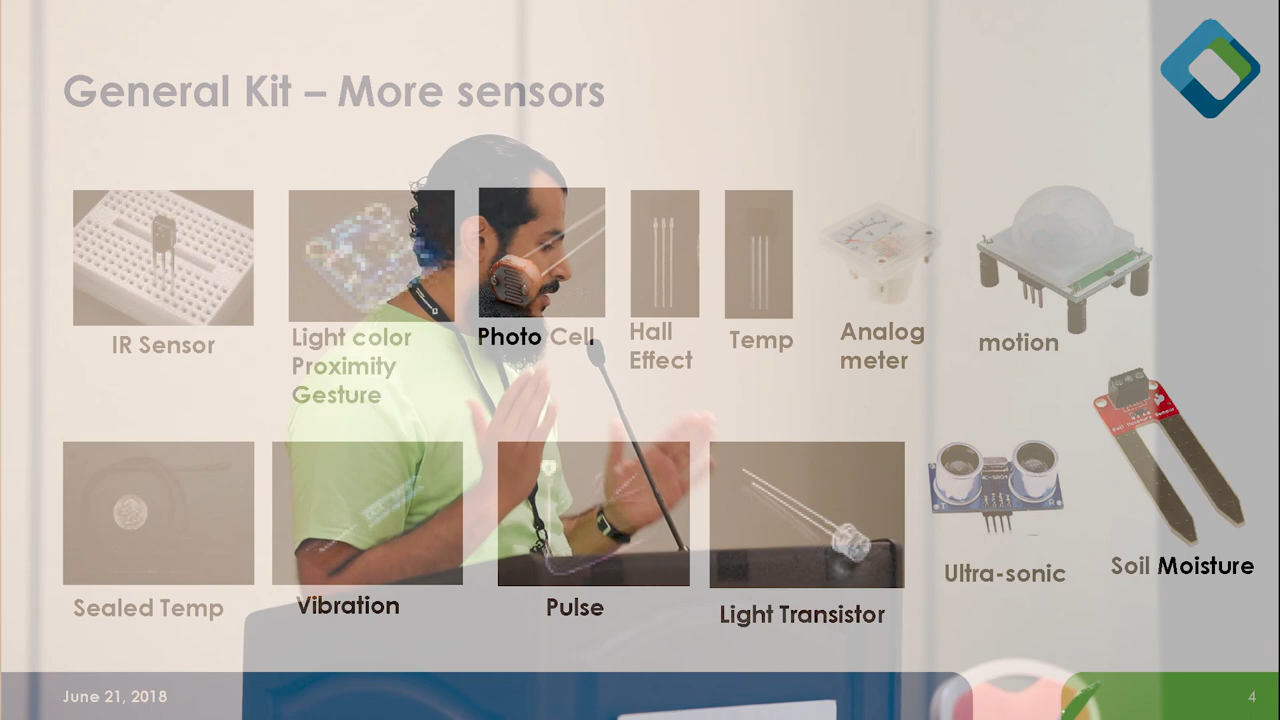 General Kit – More sensors
IR Sensor
Light color
Proximity
Gesture
Photo Cell
Hall
Effect
Temp
Analog
meter
motion
Sealed Temp
Vibration
Pulse
Light Transistor
Ultra-sonic
Soil Moisture
June 21, 2018
4